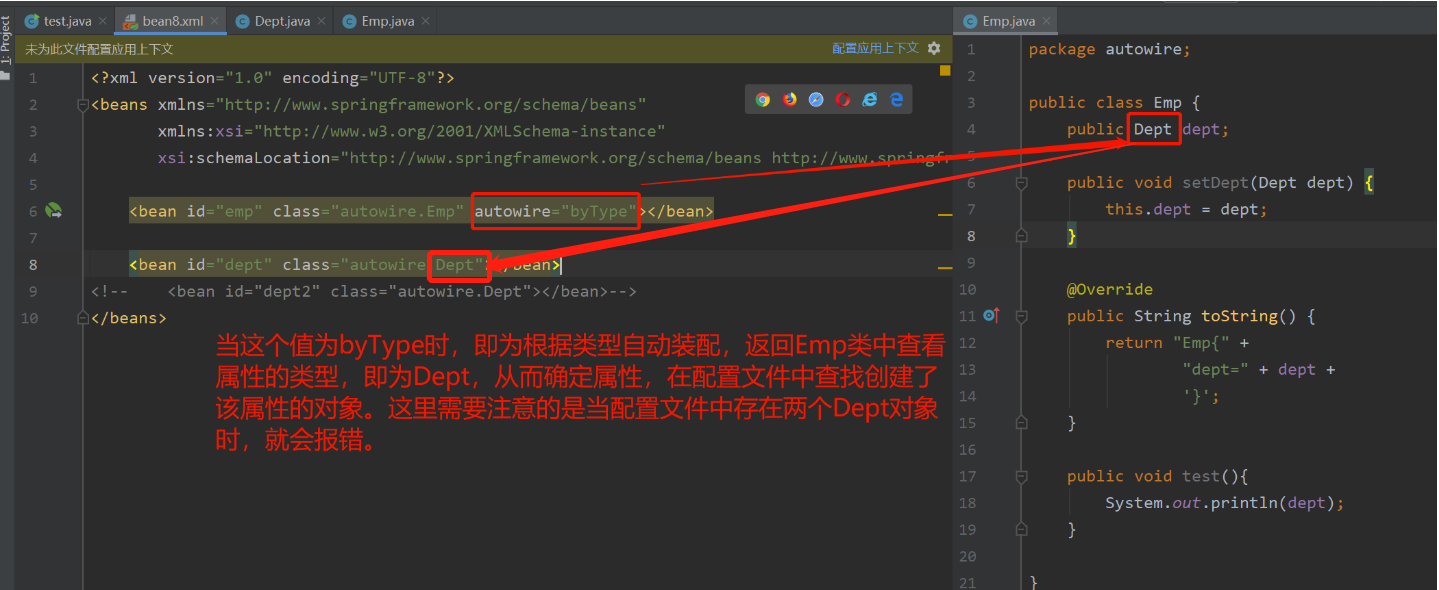 1: Project
test.java
bean8.xml
Dept.java
Emp.java
未为此文件配置应用上下文
配置应用上下文
1 <?xml version="1.0" encoding="UTF-8"?>
2 <beans xmlns="http://www.springframework.org/schema/beans"
3 xmlns:xsi="http://www.w3.org/2001/XMLSchema-instance"
4 xsi:schemaLocation="http://www.springframework.org/schema/beans http://www.springfr
5
6 <bean id="emp" class="autowire.Emp" autowire="byType"></bean>
7
8 <bean id="dept" class="autowire Dept" /bean>
9 <!-- <bean id="dept2" class="autowire.Dept"></bean>-->
10 </beans>
当这个值为byType时，即为根据类型自动装配，返回Emp类中查看
属性的类型，即为Dept，从而确定属性，在配置文件中查找创建了
该属性的对象。这里需要注意的是当配置文件中存在两个Dept对象
时，就会报错。
Emp.java
1 package autowire;
2
3 public class Emp {
4 public Dept dept;
5
6 public void setDept(Dept dept) {
7 this.dept = dept;
8 }
9
10 @Override
11 public String toString() {
12 return "Emp{" +
13 "dept=" + dept +
14 '}';
15 }
16
17 public void test(){
18 System.out.println(dept);
19 }
20
21 }